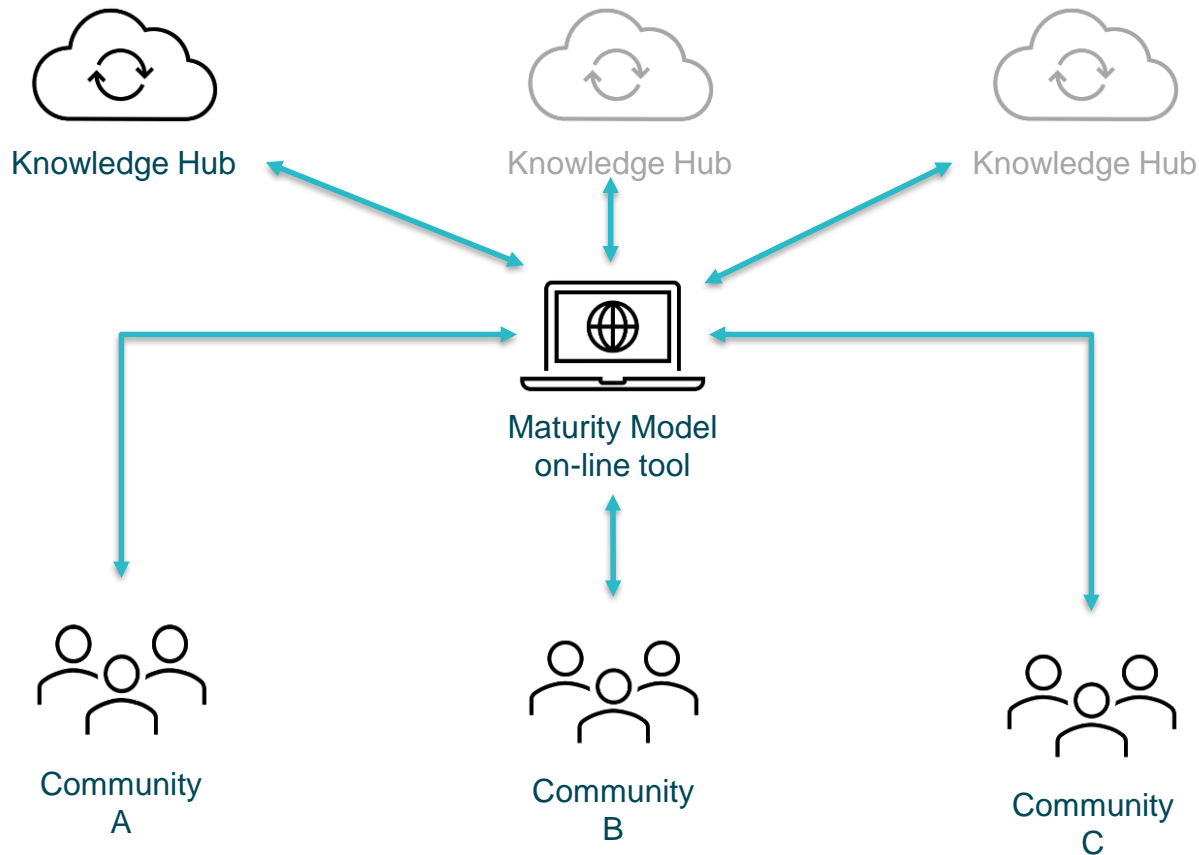 Knowledge Hub
Knowledge Hub
Knowledge Hub
Maturity Model
on-line tool
Community
A
Community
B
Community
C